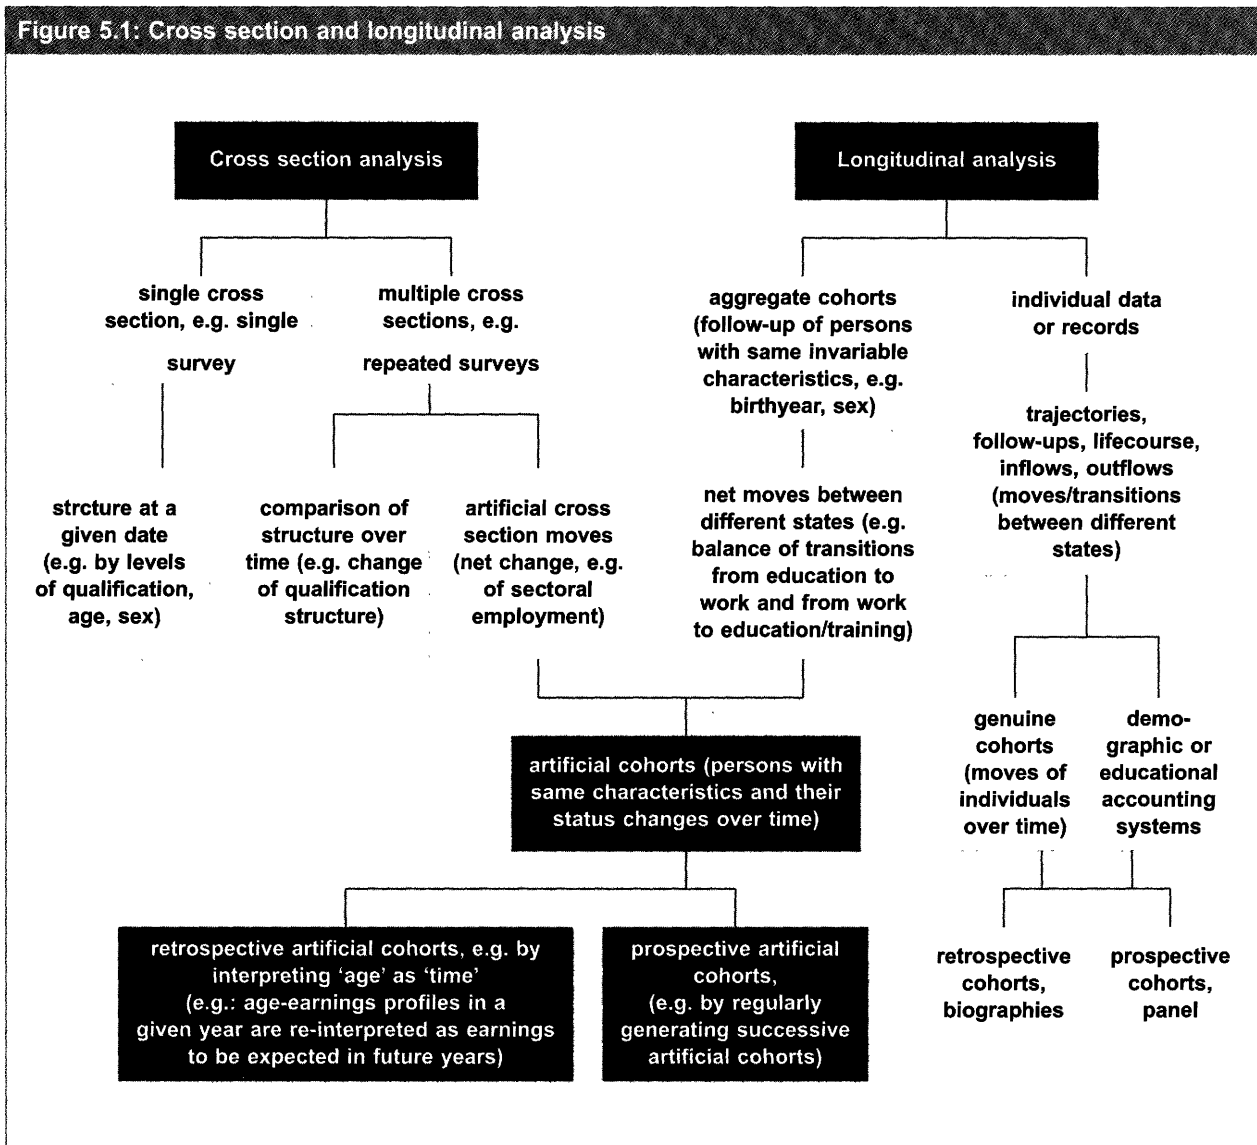 Figure 5.1: Cross section and longitudinal analysis
Cross section analysis
Longitudinal analysis
single cross
section, e.g. single
survey
multiple cross
sections, e.g.
repeated surveys
aggregate cohorts
(follow-up of persons
with same invariable
characteristics, e.g.
birthyear, sex)
individual data
or records
trajectories,
follow-ups, lifecourse,
inflows, outflows
(moves/transitions
between different
states)
strcture at a
given date
(e.g. by levels
of qualification,
age, sex)
comparison of
structure over
time (e.g. change
of qualification
structure)
artificial cross
section moves
(net change, e.g.
of sectoral
employment)
net moves between
different states (e.g.
balance of transitions
from education to
work and from work
to education/training)
genuine
cohorts
(moves of
individuals
over time)
demo-
graphic or
educational
accounting
systems
artificial cohorts (persons with
same characteristics and their
status changes over time)
retrospective artificial cohorts, e.g. by
interpreting ‘age’ as ‘time’
(e.g.: age-earnings profiles in a
given year are re-interpreted as earnings
to be expected in future years)
prospective artificial
cohorts,
(e.g. by regularly
generating successive
artificial cohorts)
retrospective
cohorts,
biographies
prospective
cohorts,
panel